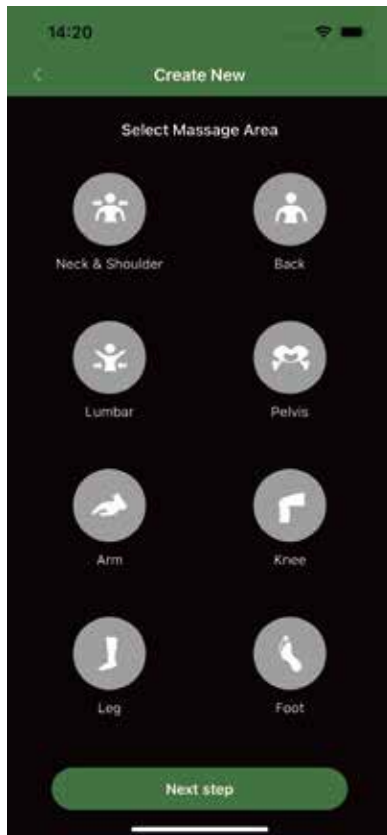 14:20
Create New
Select Massage Area
Neck & Shoulder
Back
Lumbar
Pelvis
Arm
Knee
Leg
Foot
Next step